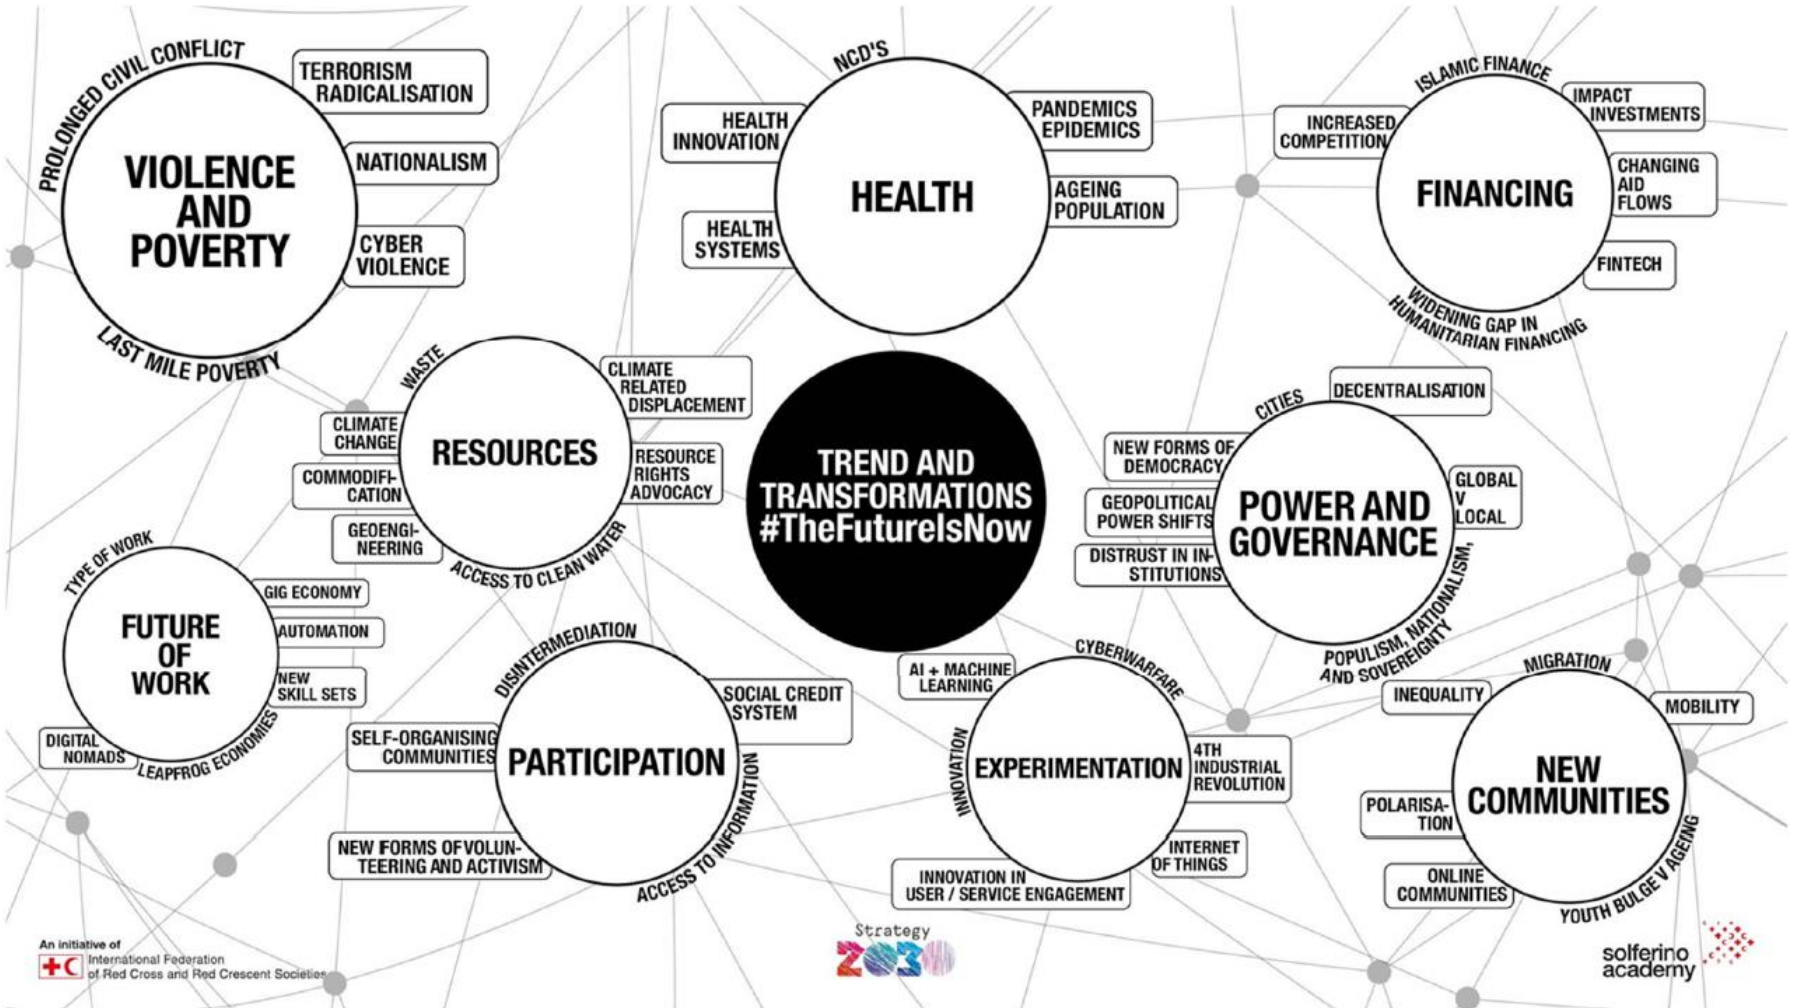 PROLONGED CIVIL CONFLICT
TERRORISM
RADICALISATION
NATIONALISM
CYBER
VIOLENCE
VIOLENCE
AND
POVERTY
LAST MILE POVERTY
NCD'S
HEALTH
INNOVATION
PANDEMICS
EPIDEMICS
HEALTH
AGEING
POPULATION
HEALTH
SYSTEMS
ISLAMIC FINANCE
INCREASED
COMPETITION
IMPACT
INVESTMENTS
FINANCING
CHANGING
AID
FLOWS
FINTECH
WIDENING GAP IN
HUMANITARIAN FINANCING
WASTE
CLIMATE
RELATED
DISPLACEMENT
CLIMATE
CHANGE
RESOURCES
COMMODIFI-
CATION
RESOURCE
RIGHTS
ADVOCACY
GEOENGI-
NEERING
ACCESS TO CLEAN WATER
TREND AND
TRANSFORMATIONS
#TheFutureIsNow
CITIES
DECENTRALISATION
NEW FORMS OF
DEMOCRACY
GEOPOLITICAL
POWER SHIFTS
DISTRUST IN IN-
STITUTIONS
POWER AND
GOVERNANCE
GLOBAL
V
LOCAL
POPULISM, NATIONALISM,
AND SOVEREIGNTY
TYPE OF WORK
GIG ECONOMY
AUTOMATION
NEW
SKILL SETS
FUTURE
OF
WORK
DIGITAL
NOMADS
LEAPFROG ECONOMIES
DISINTERMEDIATION
SOCIAL CREDIT
SYSTEM
SELF-ORGANISING
COMMUNITIES
PARTICIPATION
NEW FORMS OF VOLUN-
TEERING AND ACTIVISM
ACCESS TO INFORMATION
AI + MACHINE
LEARNING
CYBERWARFARE
INNOVATION
EXPERIMENTATION
4TH
INDUSTRIAL
REVOLUTION
INTERNET
OF THINGS
INNOVATION IN
USER / SERVICE ENGAGEMENT
MIGRATION
INEQUALITY
MOBILITY
NEW
COMMUNITIES
POLARISA-
TION
ONLINE
COMMUNITIES
YOUTH BULGE V AGEING
An initiative of
International Federation
of Red Cross and Red Crescent Societies
Strategy
2030
solferino
academy